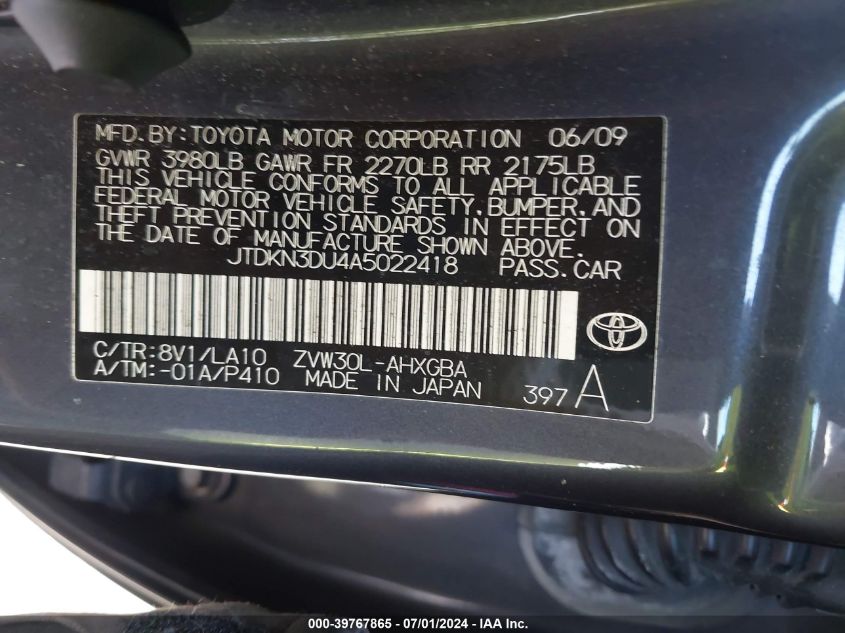 MFD. BY: TOYOTA MOTOR CORPORATION 06/09
GVWR 3980LB GAWR FR 2270LB RR 2175LB
THIS VEHICLE CONFORMS TO ALL APPLICABLE
FEDERAL MOTOR VEHICLE SAFETY, BUMPER, AND
THEFT PREVENTION STANDARDS IN EFFECT ON
THE DATE OF MANUFACTURE SHOWN ABOVE.
JTDKN3DU4A5022418 PASS. CAR
C/TR: 8V1/LA10 ZVW30L-AHXGBA
A/TM: -01A/P410 MADE IN JAPAN 397 A
000-39767865 / 07/01/2024 - IAA Inc.